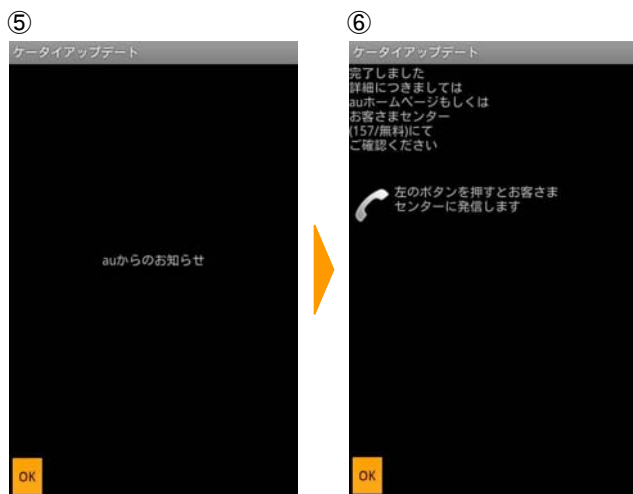 ⑤
ケータイアップデート
auからのお知らせ
OK
⑥
ケータイアップデート
完了しました
詳細につきましては
auホームページもしくは
お客さまセンター
(157/無料)にて
ご確認ください
左のボタンを押すとお客さま
センターに発信します
OK